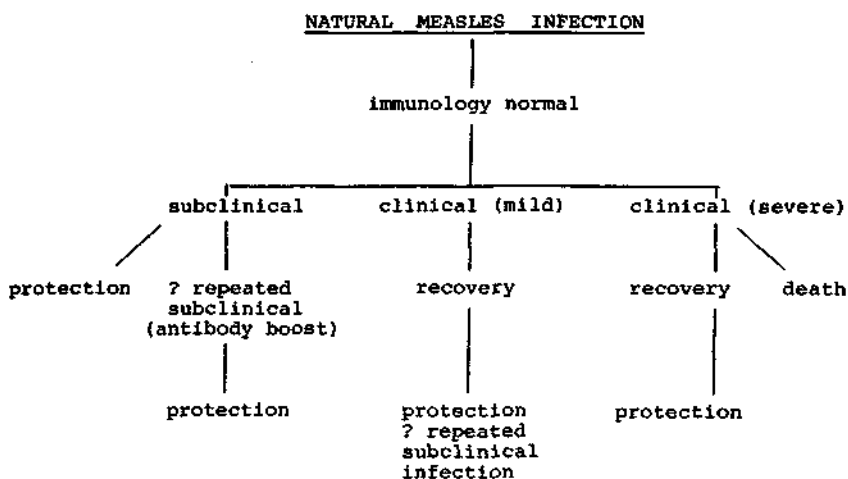 NATURAL MEASLES INFECTION
immunology normal
subclinical clinical (mild) clinical (severe)
protection ? repeated recovery recovery death
subclinical
(antibody boost)
protection protection protection
? repeated
subclinical
infection